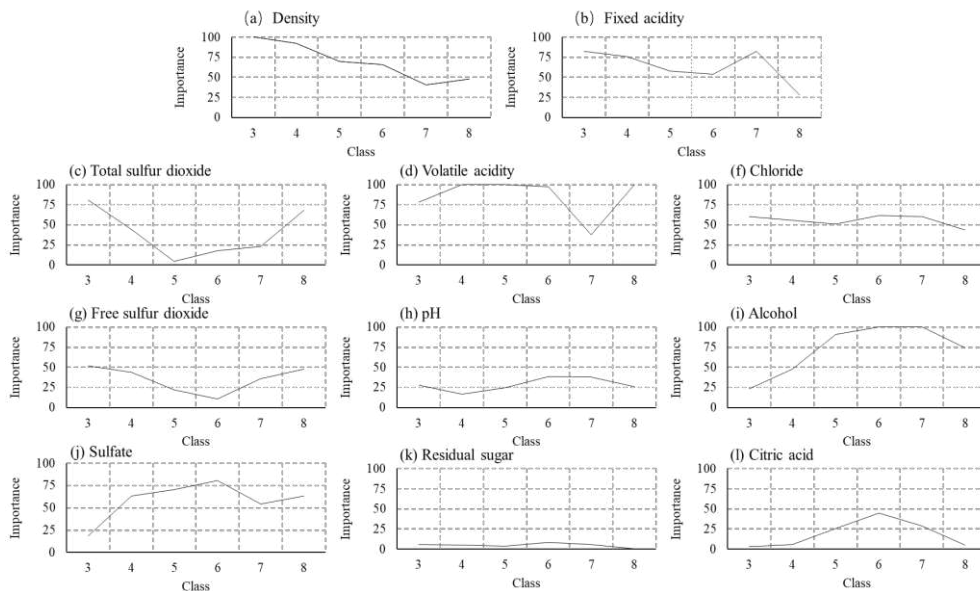 (a) Density
Importance
100
75
50
25
0
3 4 5 6 7 8
Class
(b) Fixed acidity
Importance
100
75
50
25
0
3 4 5 6 7 8
Class
(c) Total sulfur dioxide
Importance
100
75
50
25
0
3 4 5 6 7 8
Class
(d) Volatile acidity
Importance
100
75
50
25
0
3 4 5 6 7 8
Class
(f) Chloride
Importance
100
75
50
25
0
3 4 5 6 7 8
Class
(g) Free sulfur dioxide
Importance
100
75
50
25
0
3 4 5 6 7 8
Class
(h) pH
Importance
100
75
50
25
0
3 4 5 6 7 8
Class
(i) Alcohol
Importance
100
75
50
25
0
3 4 5 6 7 8
Class
(j) Sulfate
Importance
100
75
50
25
0
3 4 5 6 7 8
Class
(k) Residual sugar
Importance
100
75
50
25
0
3 4 5 6 7 8
Class
(l) Citric acid
Importance
100
75
50
25
0
3 4 5 6 7 8
Class